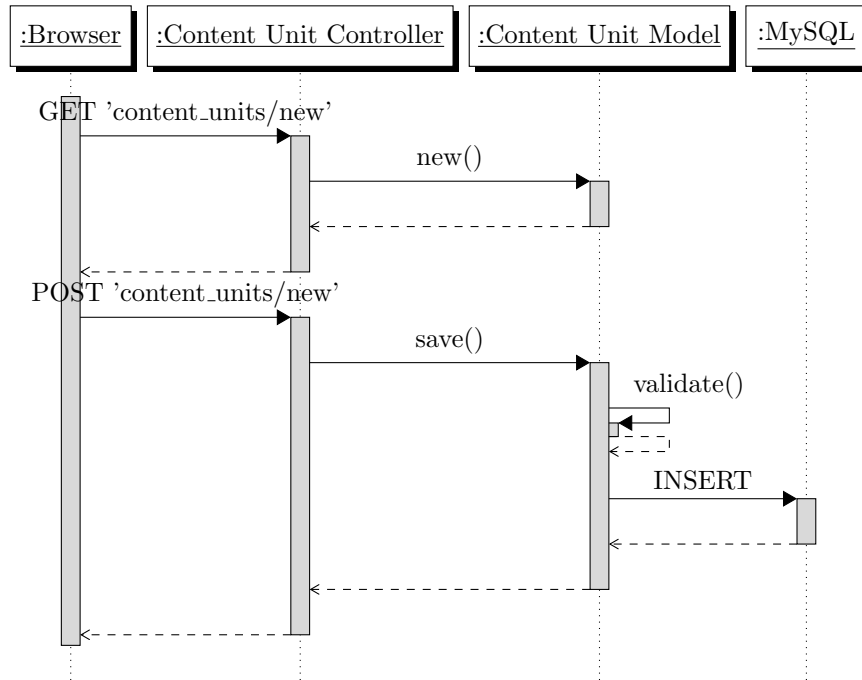 :Browser
:Content Unit Controller
:Content Unit Model
:MySQL
GET 'content_units/new'
new()
POST 'content_units/new'
save()
validate()
INSERT